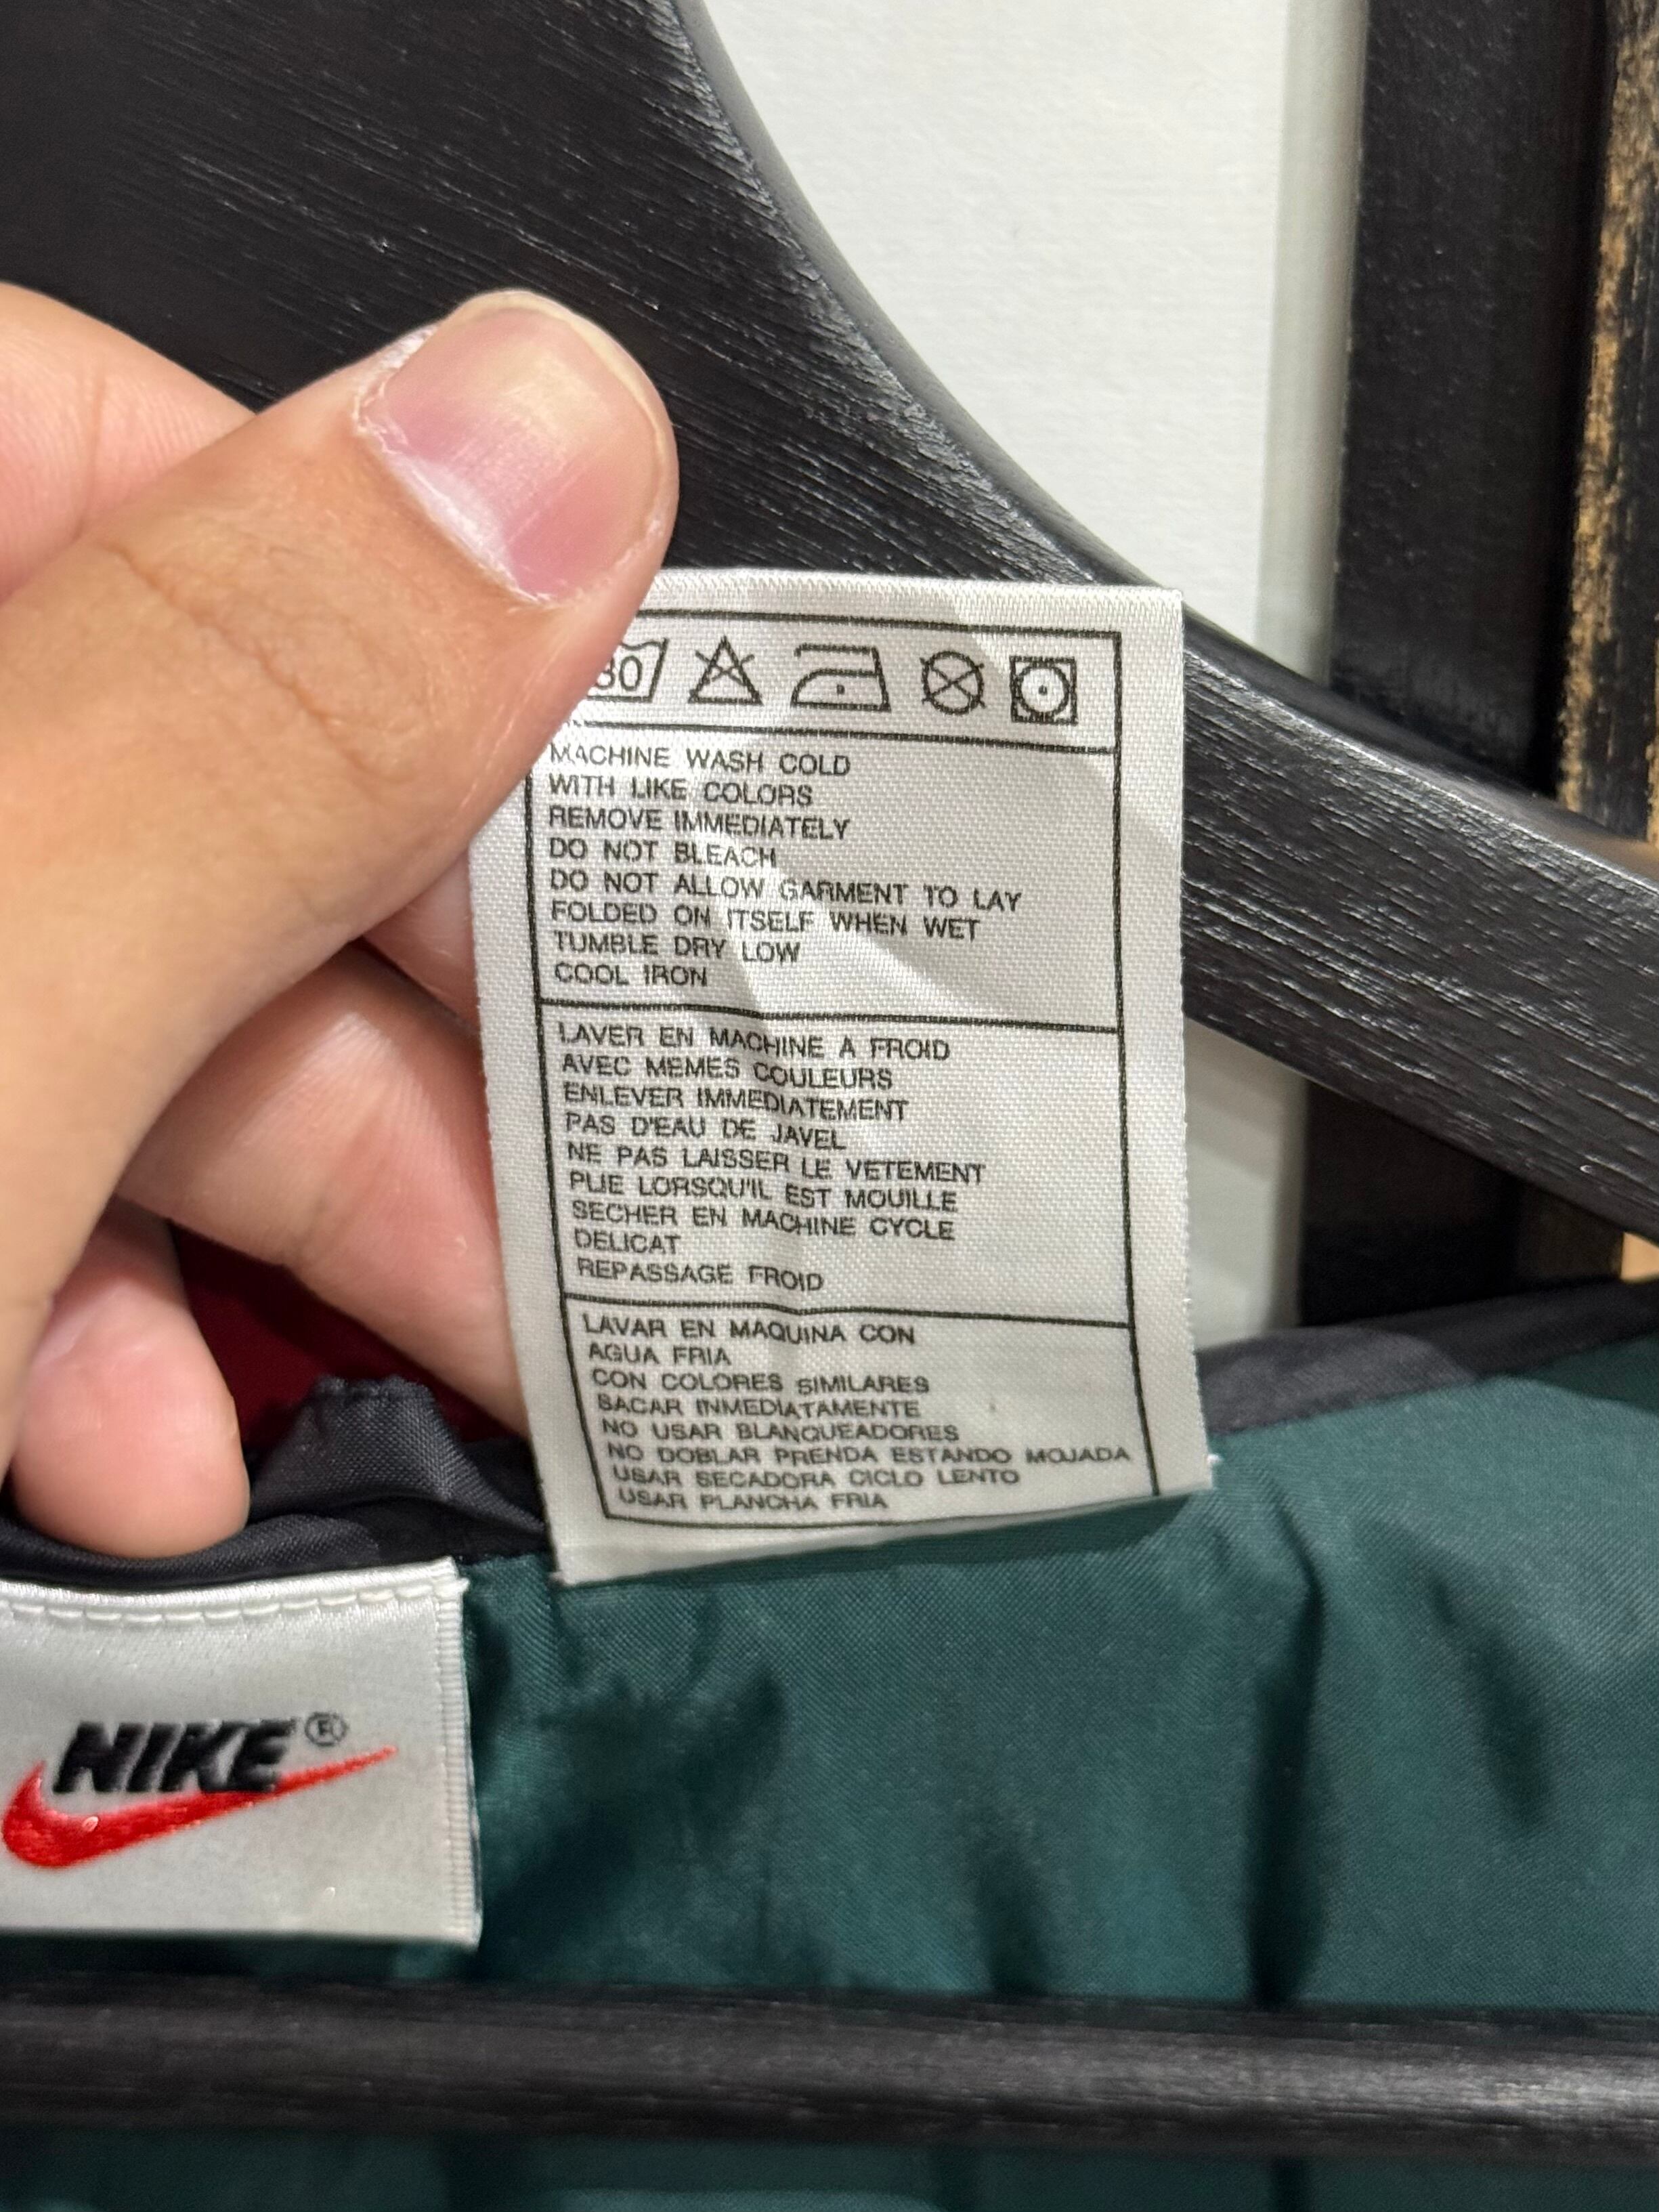 30
MACHINE WASH COLD
WITH LIKE COLORS
REMOVE IMMEDIATELY
DO NOT BLEACH
DO NOT ALLOW GARMENT TO LAY
FOLDED ON ITSELF WHEN WET
TUMBLE DRY LOW
COOL IRON
LAVER EN MACHINE A FROID
AVEC MEMES COULEURS
ENLEVER IMMEDIATEMENT
PAS D'EAU DE JAVEL
NE PAS LAISSER LE VETEMENT
PLIE LORSQU'IL EST MOUILLE
SECHER EN MACHINE CYCLE
DELICAT
REPASSAGE FROID
LAVAR EN MAQUINA CON
AGUA FRIA
CON COLORES SIMILARES
SACAR INMEDIATAMENTE
NO USAR BLANQUEADORES
NO DOBLAR PRENDA ESTANDO MOJADA
USAR SECADORA CICLO LENTO
USAR PLANCHA FRIA
NIKE®